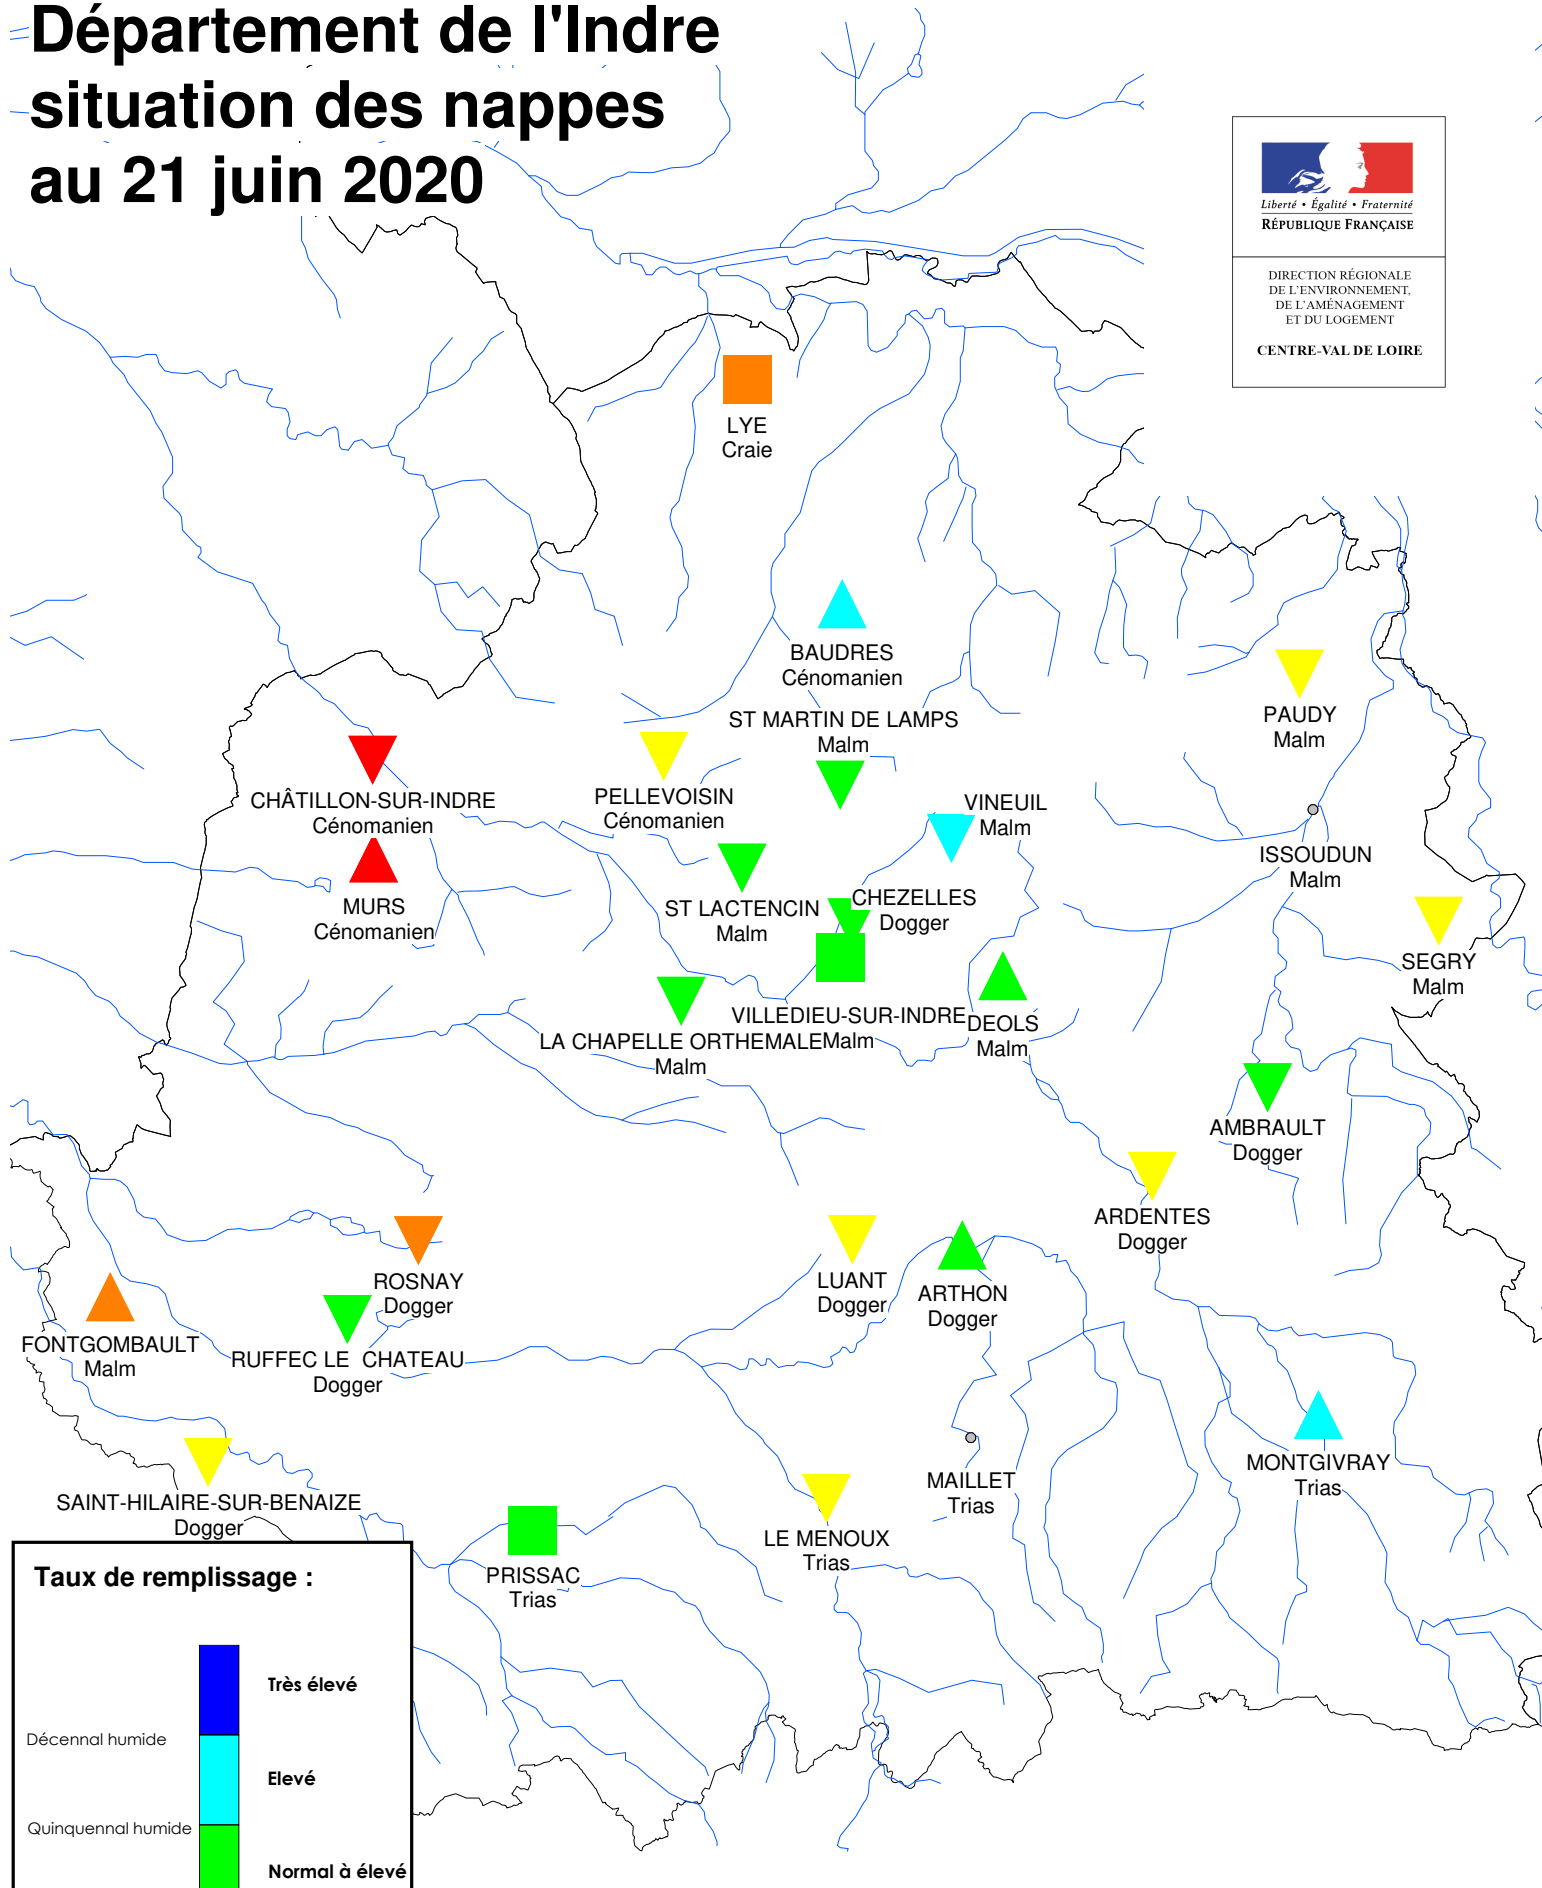 Département de l'Indre
situation des nappes
au 21 juin 2020
Liberté • Égalité • Fraternité
RÉPUBLIQUE FRANÇAISE
DIRECTION RÉGIONALE
DE L'ENVIRONNEMENT,
DE L'AMÉNAGEMENT
ET DU LOGEMENT
CENTRE-VAL DE LOIRE
LYE
Craie
BAUDRES
Cénomanien
ST MARTIN DE LAMPS
Malm
PAUDY
Malm
CHÂTILLON-SUR-INDRE
Cénomanien
PELLEVOISIN
Cénomanien
VINEUIL
Malm
ISSOUDUN
Malm
MURS
Cénomanien
ST LACTENCIN
Malm
CHEZELLES
Dogger
SEGRY
Malm
VILLEDIEU-SUR-INDRE
Malm
DEOLS
Malm
LA CHAPELLE ORTHEMALE
Malm
AMBRAULT
Dogger
ARDENTES
Dogger
ROSNAY
Dogger
LUANT
Dogger
ARTHON
Dogger
FONTGOMBAULT
Malm
RUFFEC LE CHATEAU
Dogger
MONTGIVRAY
Trias
MAILLET
Trias
SAINT-HILAIRE-SUR-BENAIZE
Dogger
LE MENOUX
Trias
PRISSAC
Trias
Taux de remplissage :
Très élevé
Décennal humide
Elevé
Quinquennal humide
Normal à élevé